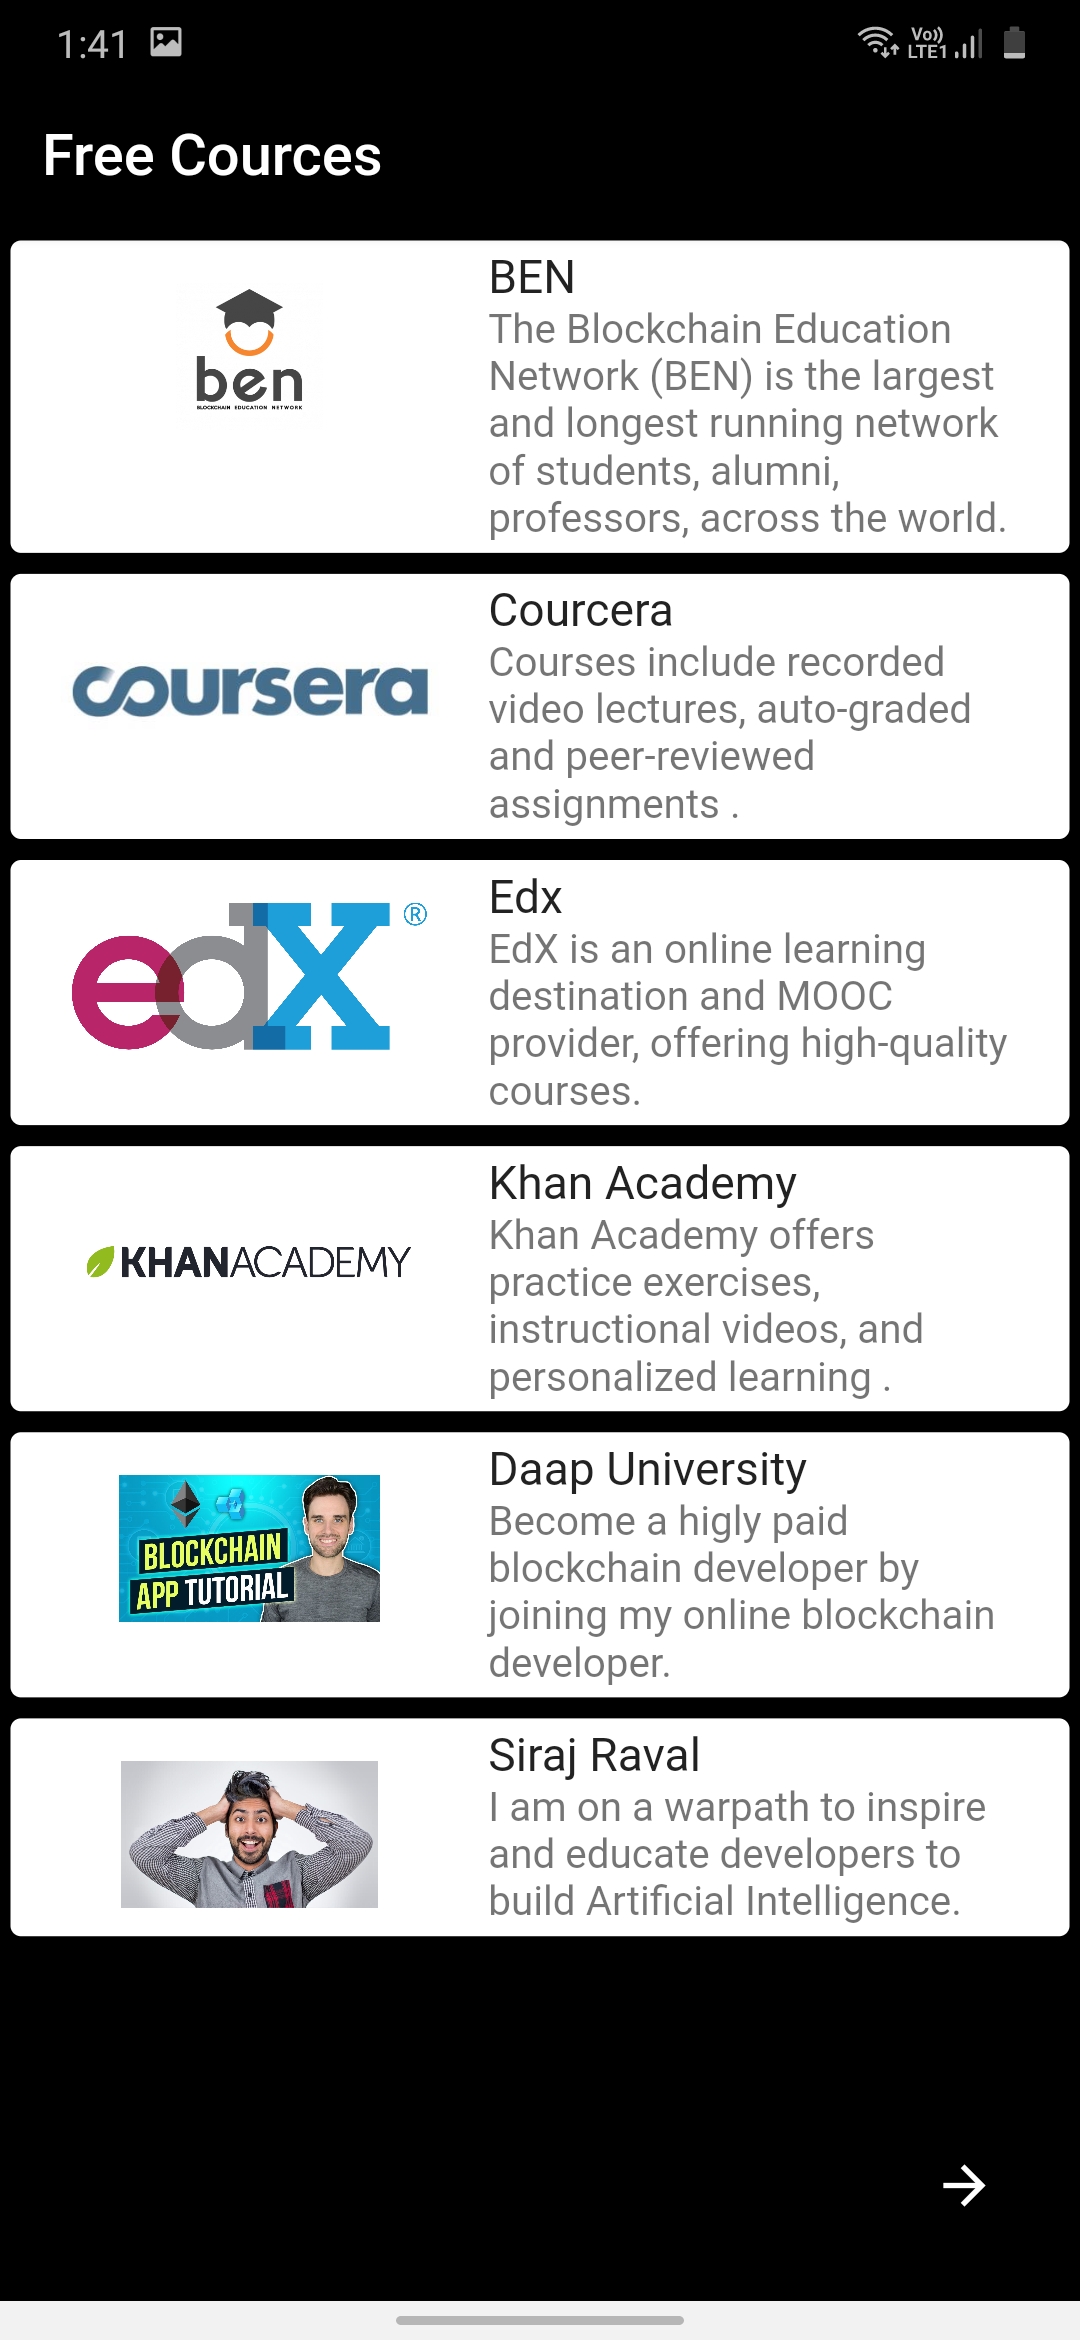 1:41
Vo))
LTE1
Free Cources
BEN
The Blockchain Education
Network (BEN) is the largest
and longest running network
of students, alumni,
professors, across the world.
ben
BLOCKCHAIN EDUCATION NETWORK
Courcera
Courses include recorded
video lectures, auto-graded
and peer-reviewed
assignments .
coursera
Edx
EdX is an online learning
destination and MOOC
provider, offering high-quality
courses.
edX ®
Khan Academy
Khan Academy offers
practice exercises,
instructional videos, and
personalized learning .
KHANACADEMY
Daap University
Become a higly paid
blockchain developer by
joining my online blockchain
developer.
BLOCKCHAIN
APP TUTORIAL
Siraj Raval
I am on a warpath to inspire
and educate developers to
build Artificial Intelligence.